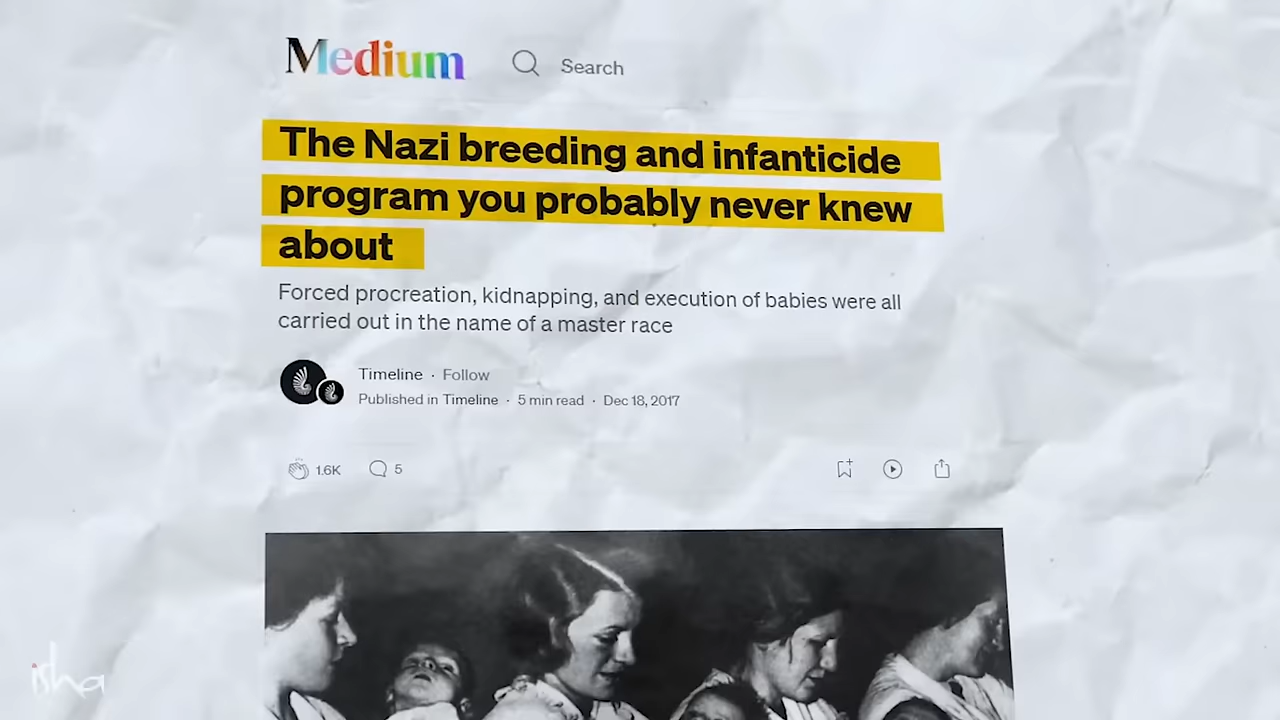 Medium
Search
The Nazi breeding and infanticide
program you probably never knew
about
Forced procreation, kidnapping, and execution of babies were all
carried out in the name of a master race
Timeline · Follow
Published in Timeline · 5 min read · Dec 18, 2017
1.6K 5
isha